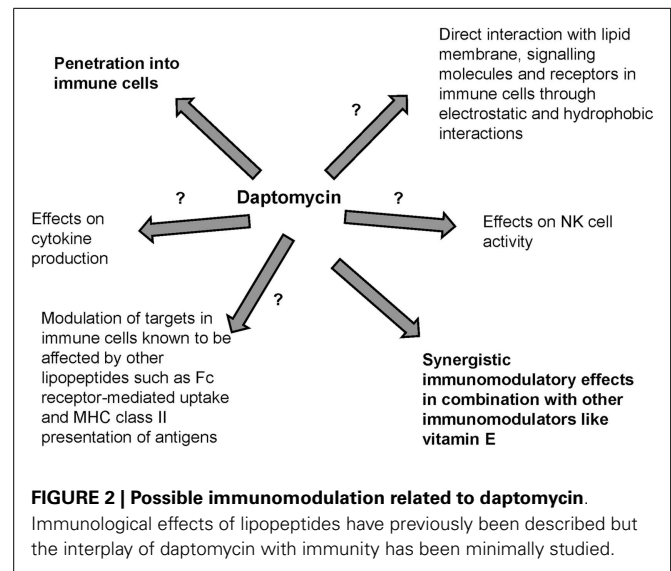 Penetration into
immune cells
Direct interaction with lipid
membrane, signalling
molecules and receptors in
immune cells through
electrostatic and hydrophobic
interactions
?
Daptomycin
?
Effects on
cytokine
production
?
Effects on NK cell
activity
?
Modulation of targets in
immune cells known to be
affected by other
lipopeptides such as Fc
receptor-mediated uptake
and MHC class II
presentation of antigens
Synergistic
immunomodulatory effects
in combination with other
immunomodulators like
vitamin E
FIGURE 2 | Possible immunomodulation related to daptomycin.
Immunological effects of lipopeptides have previously been described but
the interplay of daptomycin with immunity has been minimally studied.